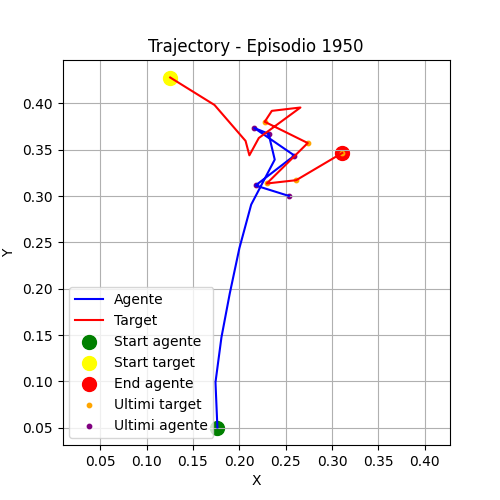 Trajectory - Episodio 1950
Y
0.40
0.35
0.30
0.25
0.20
0.15
0.10
0.05
Agente
Target
Start agente
Start target
End agente
Ultimi target
Ultimi agente
0.05 0.10 0.15 0.20 0.25 0.30 0.35 0.40
X